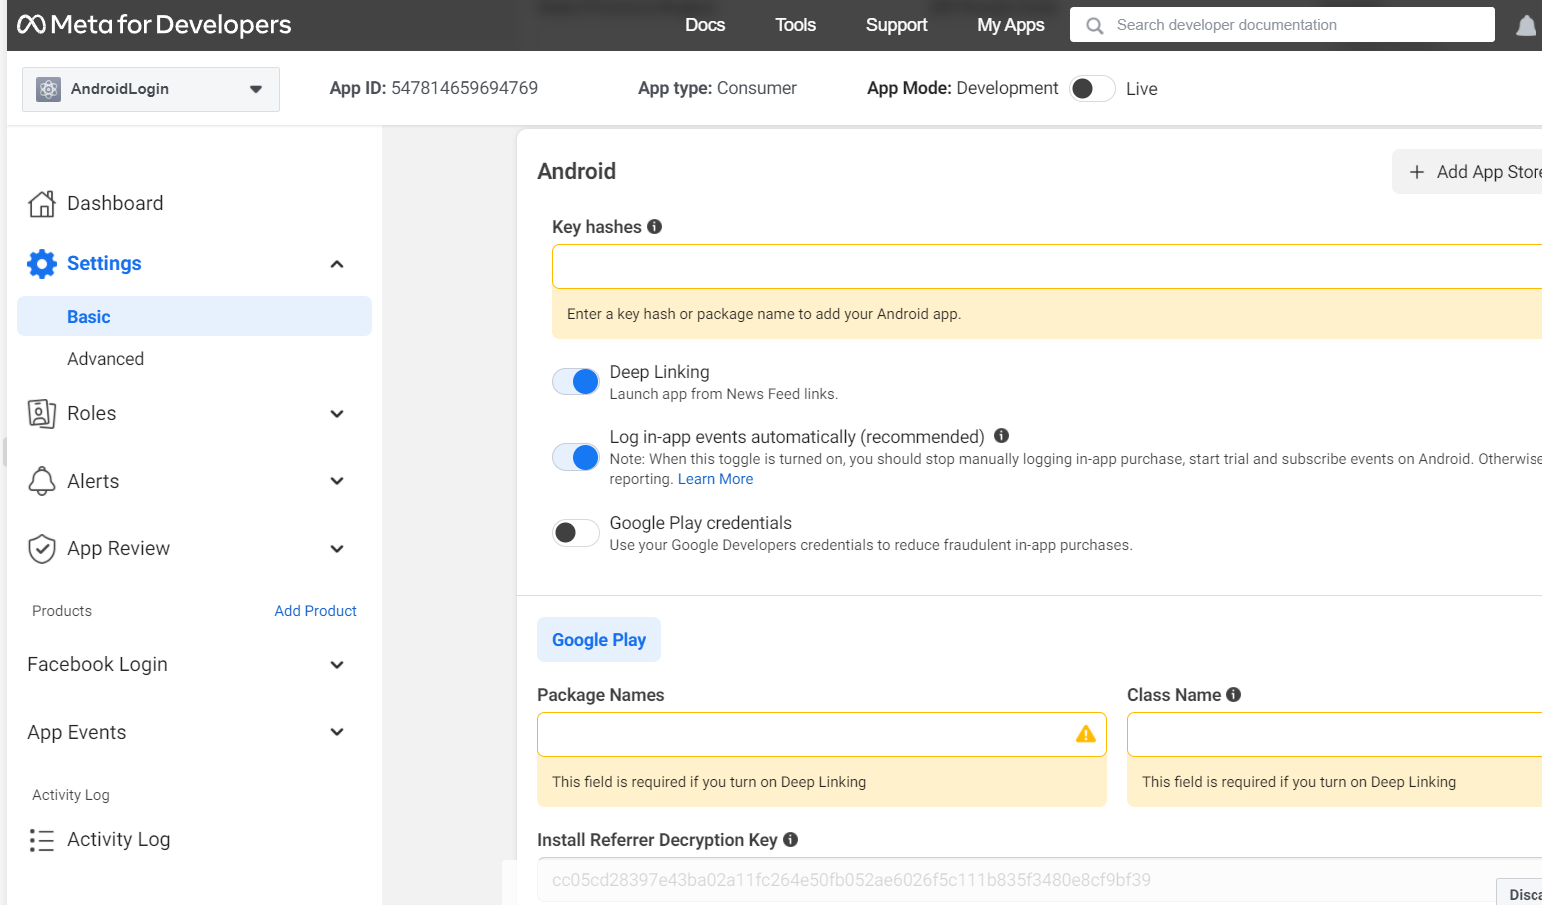 Meta for Developers
Docs
Tools
Support
My Apps
Search developer documentation
AndroidLogin
App ID: 547814659694769
App type: Consumer
App Mode: Development
Live
Dashboard
Settings
Basic
Advanced
Roles
Alerts
App Review
Products
Add Product
Facebook Login
App Events
Activity Log
Activity Log
Android
+ Add App Store
Key hashes
Enter a key hash or package name to add your Android app.
Deep Linking
Launch app from News Feed links.
Log in-app events automatically (recommended)
Note: When this toggle is turned on, you should stop manually logging in-app purchase, start trial and subscribe events on Android. Otherwise
reporting. Learn More
Google Play credentials
Use your Google Developers credentials to reduce fraudulent in-app purchases.
Google Play
Package Names
Class Name
This field is required if you turn on Deep Linking
This field is required if you turn on Deep Linking
Install Referrer Decryption Key
cc05cd28397e43ba02a11fc264e50fb052ae6026f5c111b835f3480e8cf9bf39
Disca